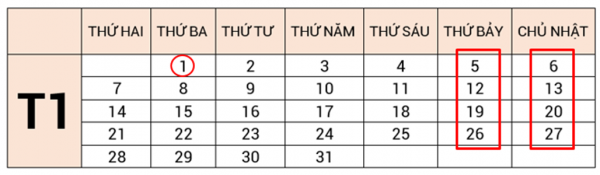 THỨ HAI THỨ BA THỨ TƯ THỨ NĂM THỨ SÁU THỨ BẢY CHỦ NHẬT
T1
1 2 3 4 5 6
7 8 9 10 11 12 13
14 15 16 17 18 19 20
21 22 23 24 25 26 27
28 29 30 31